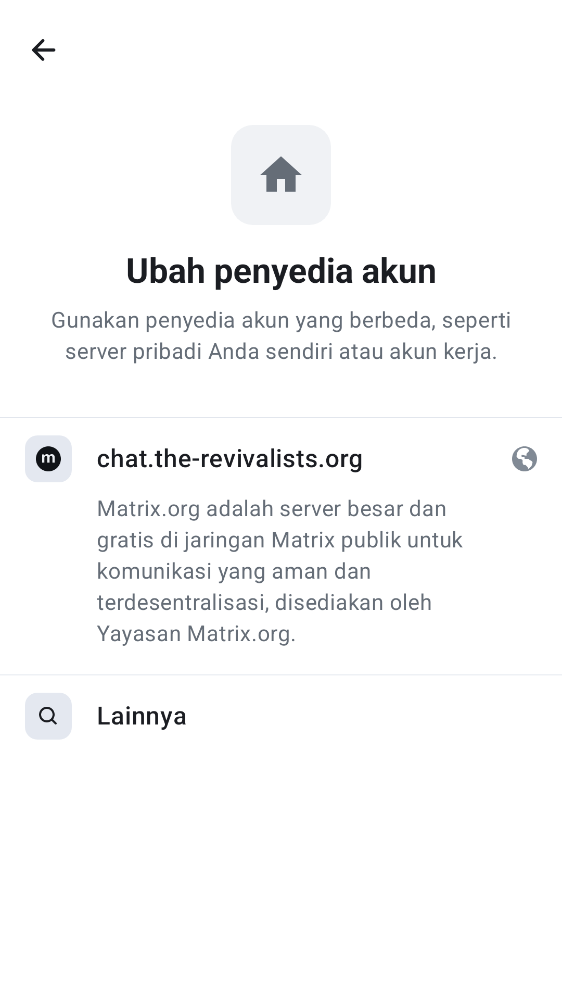 Ubah penyedia akun
Gunakan penyedia akun yang berbeda, seperti
server pribadi Anda sendiri atau akun kerja.
m
chat.the-revivalists.org
Matrix.org adalah server besar dan
gratis di jaringan Matrix publik untuk
komunikasi yang aman dan
terdesentralisasi, disediakan oleh
Yayasan Matrix.org.
Lainnya